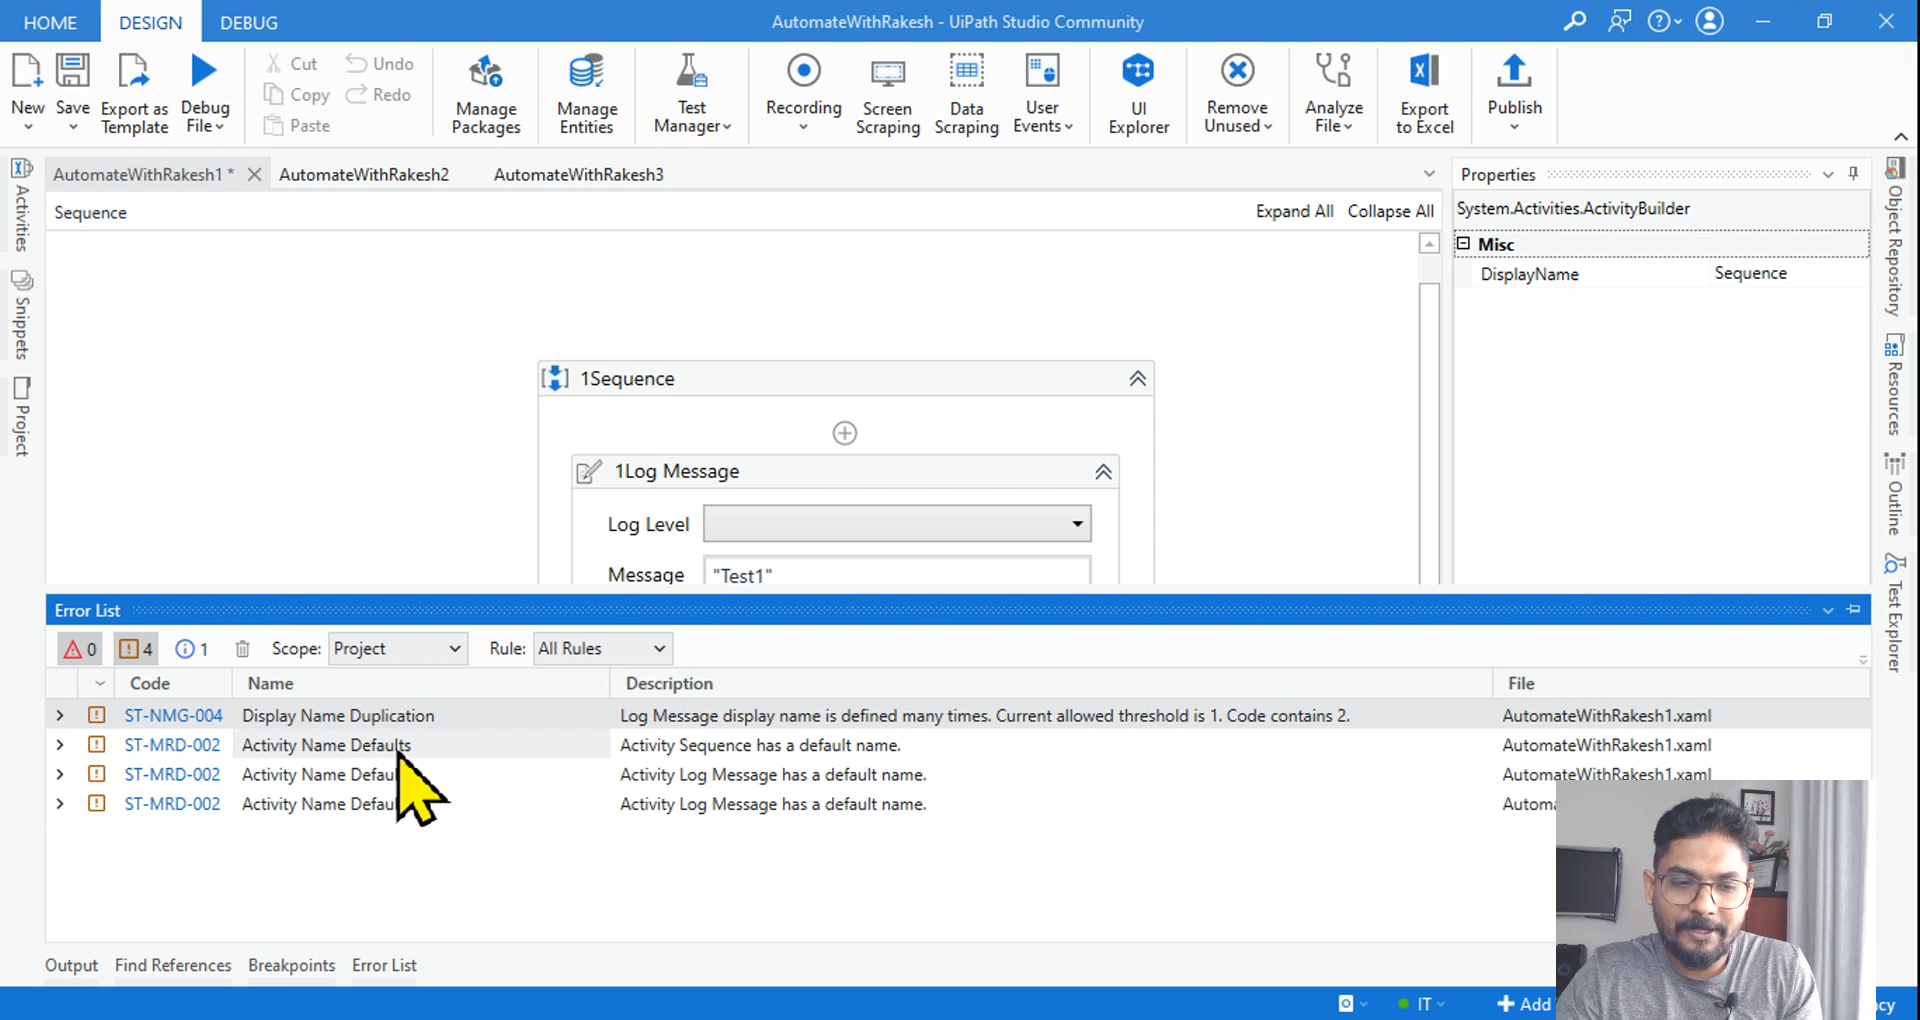 HOME DESIGN DEBUG AutomateWithRakesh - UiPath Studio Community
New Save Export as Template Debug File Cut Copy Paste Undo Redo Manage Packages Manage Entities Test Manager Recording Screen Scraping Data Scraping User Events UI Explorer Remove Unused Analyze File Export to Excel Publish
AutomateWithRakesh1 * AutomateWithRakesh2 AutomateWithRakesh3
Sequence Expand All Collapse All
Properties
System.Activities.ActivityBuilder
Misc
DisplayName Sequence
Activities
Snippets
Project
Object Repository
Resources
Outline
Test Explorer
1Sequence
1Log Message
Log Level
Message "Test1"
Error List
0 4 1 Scope: Project Rule: All Rules
Code Name Description File
ST-NMG-004 Display Name Duplication Log Message display name is defined many times. Current allowed threshold is 1. Code contains 2. AutomateWithRakesh1.xaml
ST-MRD-002 Activity Name Defaults Activity Sequence has a default name. AutomateWithRakesh1.xaml
ST-MRD-002 Activity Name Activity Log Message has a default name. AutomateWithRakesh1.xaml
ST-MRD-002 Activity Name Activity Log Message has a default name.
Output Find References Breakpoints Error List
IT Add